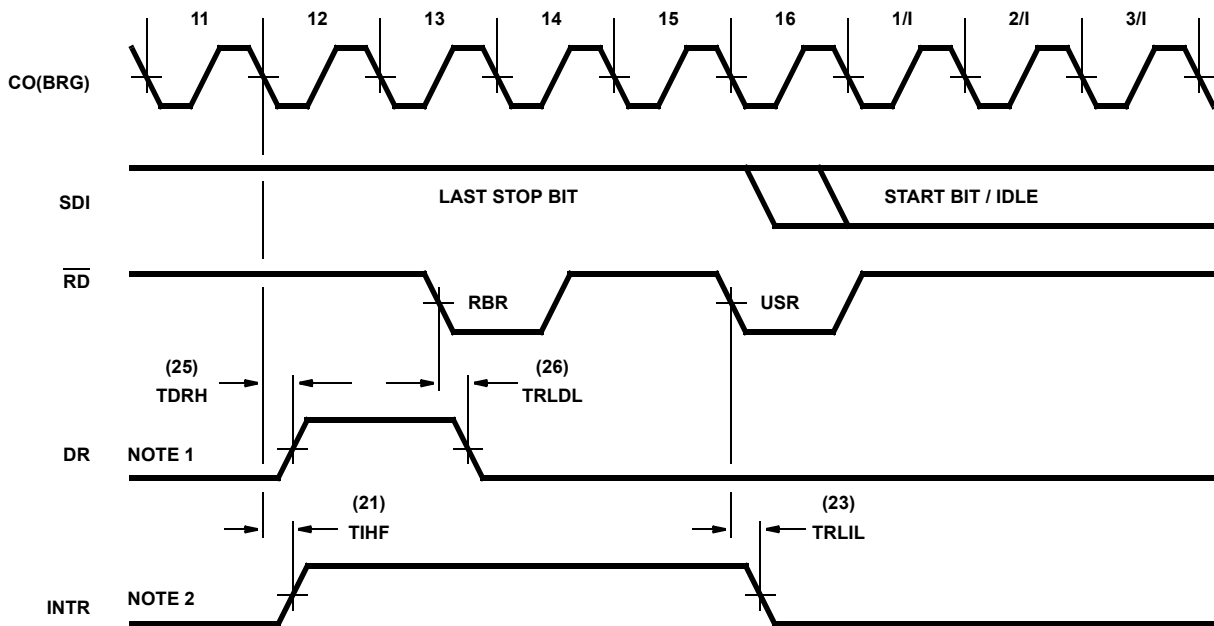 11 12 13 14 15 16 1/I 2/I 3/I
CO(BRG)
SDI
LAST STOP BIT
START BIT / IDLE
RD
RBR
USR
(25)
TDRH
(26)
TRLDL
DR
NOTE 1
(21)
TIHF
(23)
TRLIL
INTR
NOTE 2